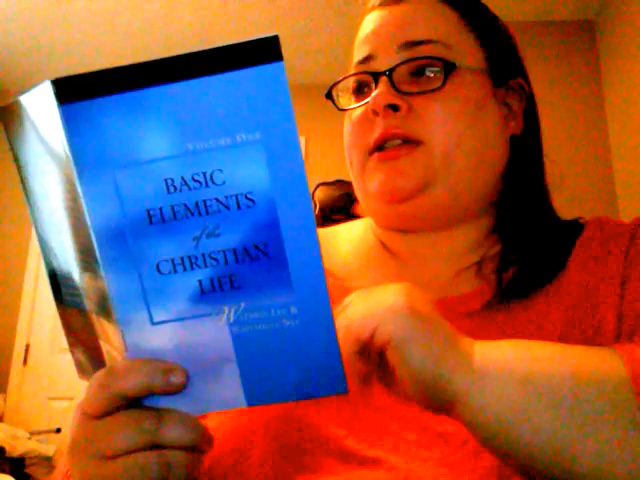 VOLUME ONE
BASIC
ELEMENTS
of the
CHRISTIAN
LIFE
WITNESS LEE &
WATCHMAN NEE